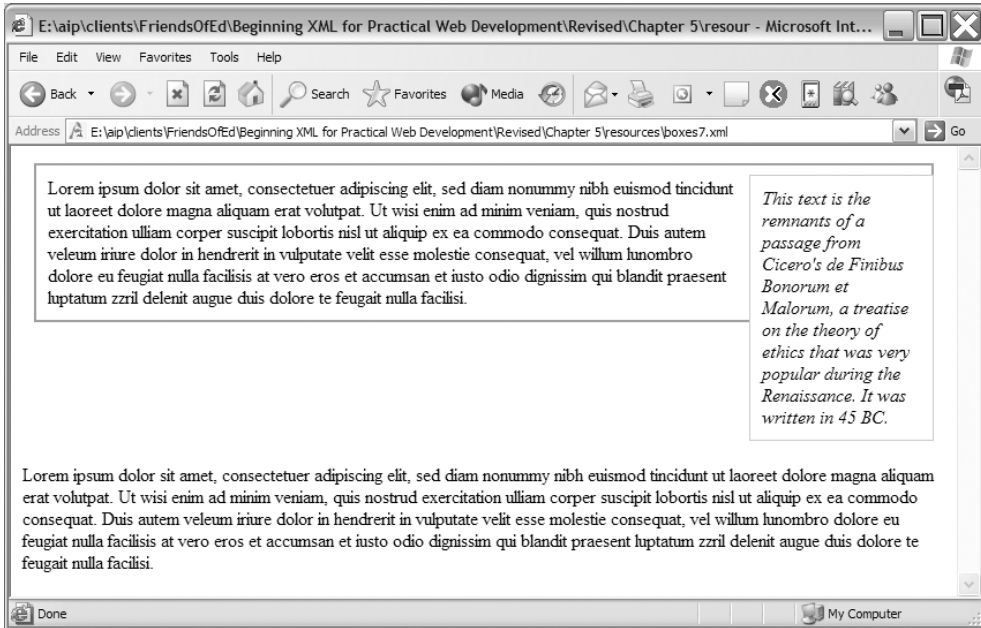 E:\aip\clients\FriendsOfEd\Beginning XML for Practical Web Development\Revised\Chapter 5\resour - Microsoft Int...
File Edit View Favorites Tools Help
Back Search Favorites Media
Address E:\aip\clients\FriendsOfEd\Beginning XML for Practical Web Development\Revised\Chapter 5\resources\boxes7.xml Go
Lorem ipsum dolor sit amet, consectetuer adipiscing elit, sed diam nonummy nibh euismod tincidunt
ut laoreet dolore magna aliquam erat volutpat. Ut wisi enim ad minim veniam, quis nostrud
exercitation ulliam corper suscipit lobortis nisl ut aliquip ex ea commodo consequat. Duis autem
veleum iriure dolor in hendrerit in vulputate velit esse molestie consequat, vel willum lunombro
dolore eu feugiat nulla facilisis at vero eros et accumsan et iusto odio dignissim qui blandit praesent
luptatum zzril delenit augue duis dolore te feugait nulla facilisi.
This text is the
remnants of a
passage from
Cicero's de Finibus
Bonorum et
Malorum, a treatise
on the theory of
ethics that was very
popular during the
Renaissance. It was
written in 45 BC.
Lorem ipsum dolor sit amet, consectetuer adipiscing elit, sed diam nonummy nibh euismod tincidunt ut laoreet dolore magna aliquam
erat volutpat. Ut wisi enim ad minim veniam, quis nostrud exercitation ulliam corper suscipit lobortis nisl ut aliquip ex ea commodo
consequat. Duis autem veleum iriure dolor in hendrerit in vulputate velit esse molestie consequat, vel willum lunombro dolore eu
feugiat nulla facilisis at vero eros et accumsan et iusto odio dignissim qui blandit praesent luptatum zzril delenit augue duis dolore te
feugait nulla facilisi.
Done My Computer